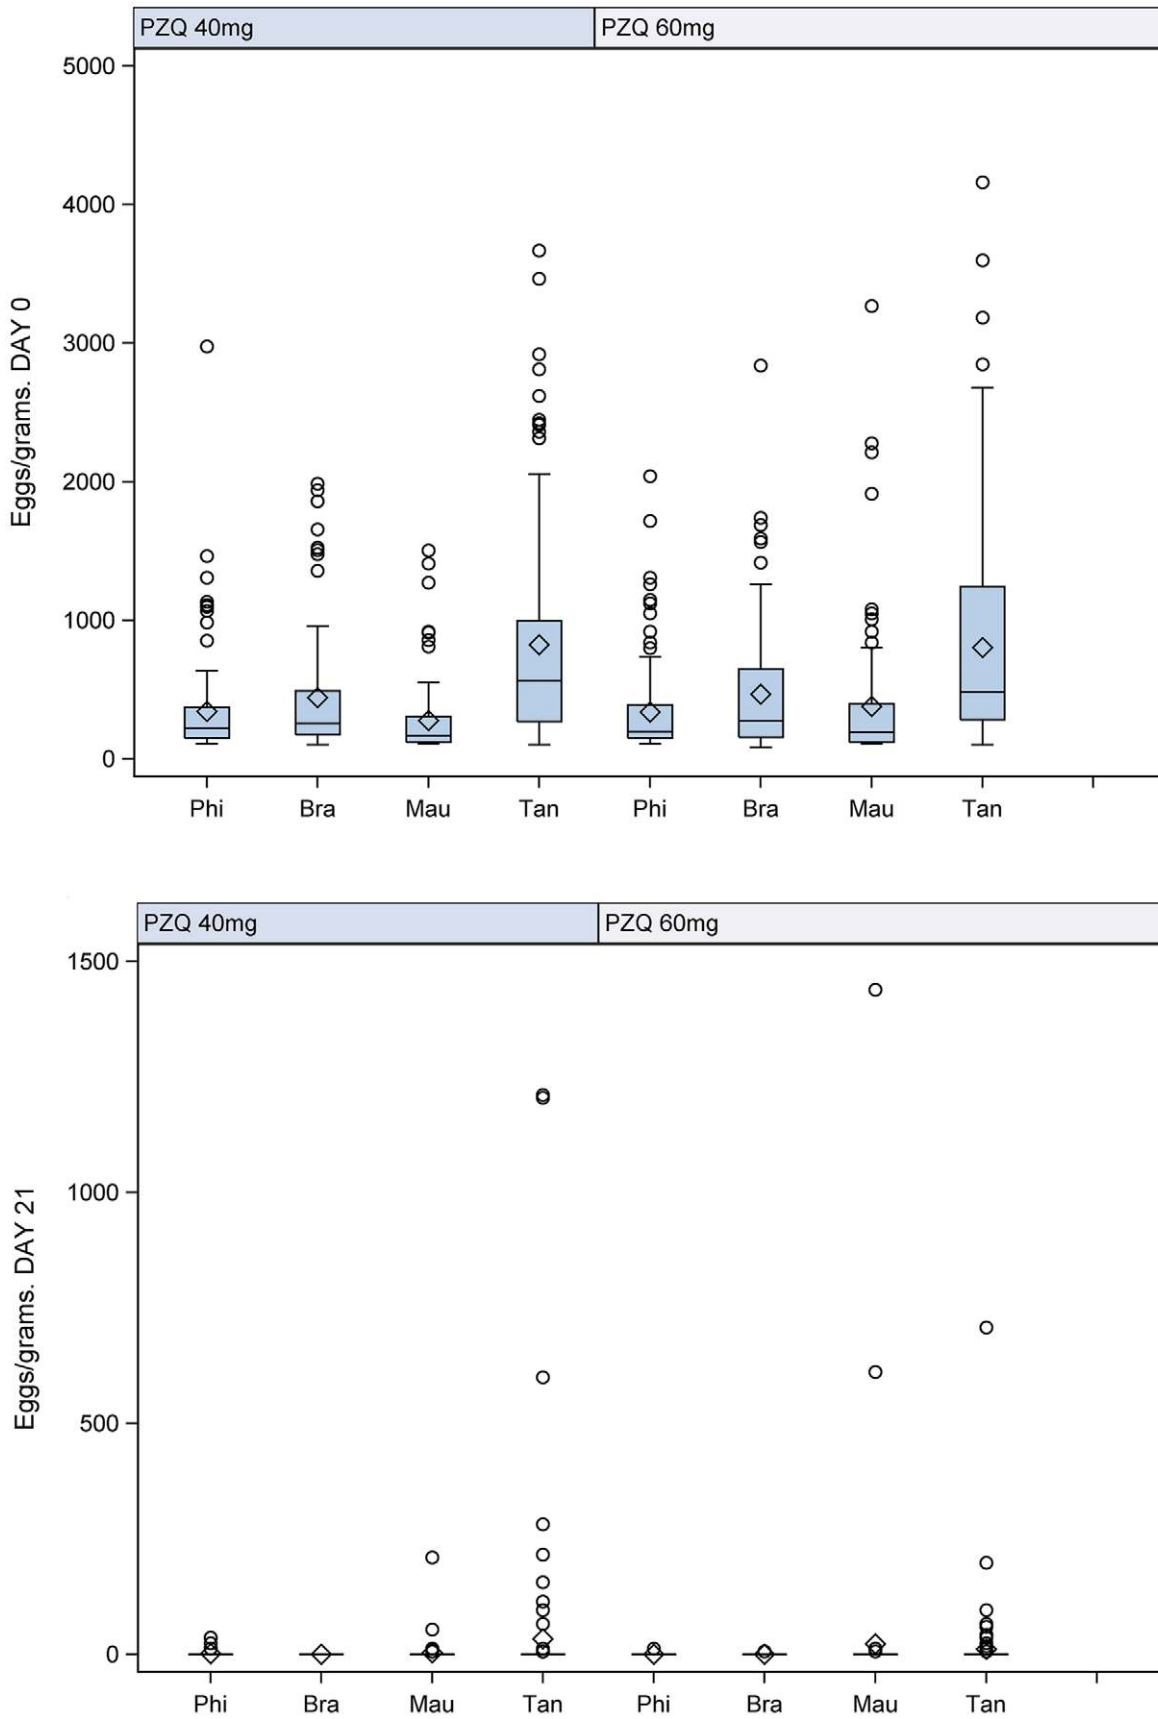 PZQ 40mg PZQ 60mg
5000
4000
3000
2000
1000
0
Eggs/grams. DAY 0
Phi Bra Mau Tan Phi Bra Mau Tan
PZQ 40mg PZQ 60mg
1500
1000
500
0
Eggs/grams. DAY 21
Phi Bra Mau Tan Phi Bra Mau Tan